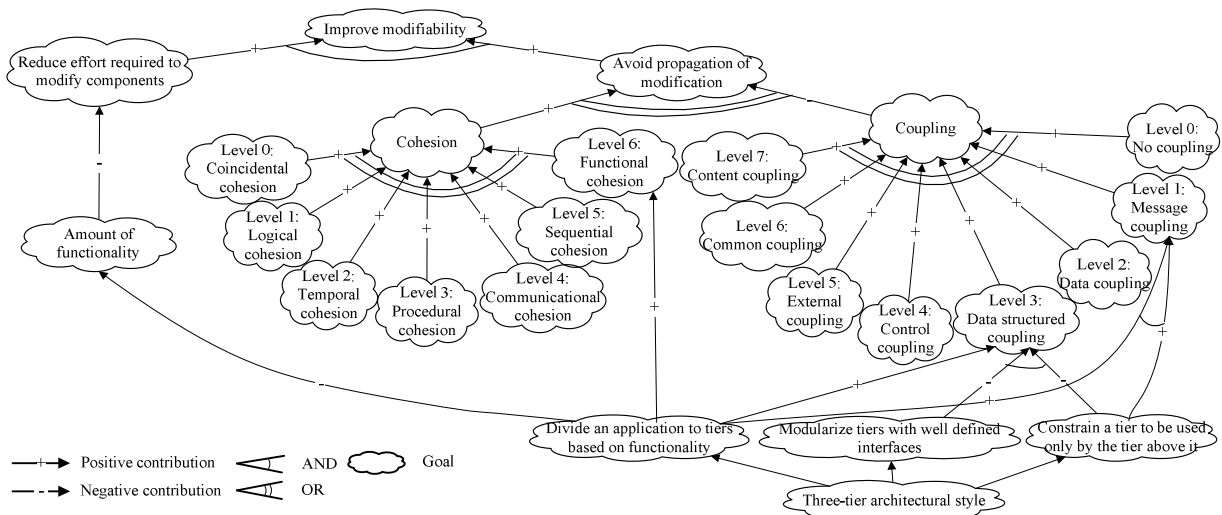 Improve modifiability
Reduce effort required to
modify components
Avoid propagation of
modification
Cohesion
Coupling
Level 0:
Coincidental
cohesion
Level 1:
Logical
cohesion
Level 2:
Temporal
cohesion
Level 3:
Procedural
cohesion
Level 4:
Communicational
cohesion
Level 5:
Sequential
cohesion
Level 6:
Functional
cohesion
Level 7:
Content coupling
Level 6:
Common coupling
Level 5:
External
coupling
Level 4:
Control
coupling
Level 3:
Data structured
coupling
Level 2:
Data coupling
Level 1:
Message
coupling
Level 0:
No coupling
Amount of
functionality
Divide an application to tiers
based on functionality
Modularize tiers with well defined
interfaces
Constrain a tier to be used
only by the tier above it
Three-tier architectural style
+ Positive contribution
- Negative contribution
AND
OR
Goal